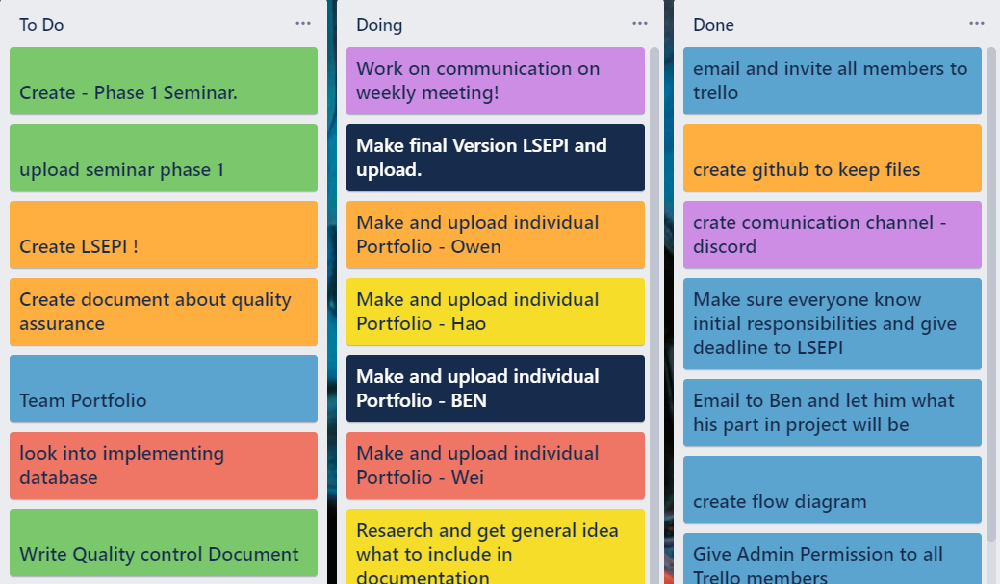 To Do
Create - Phase 1 Seminar.
upload seminar phase 1
Create LSEPI !
Create document about quality
assurance
Team Portfolio
look into implementing
database
Write Quality control Document
Doing
Work on communication on
weekly meeting!
Make final Version LSEPI and
upload.
Make and upload individual
Portfolio - Owen
Make and upload individual
Portfolio - Hao
Make and upload individual
Portfolio - BEN
Make and upload individual
Portfolio - Wei
Resaerch and get general idea
what to include in
documentation
Done
email and invite all members to
trello
create github to keep files
crate comunication channel -
discord
Make sure everyone know
initial responsibilities and give
deadline to LSEPI
Email to Ben and let him what
his part in project will be
create flow diagram
Give Admin Permission to all
Trello members